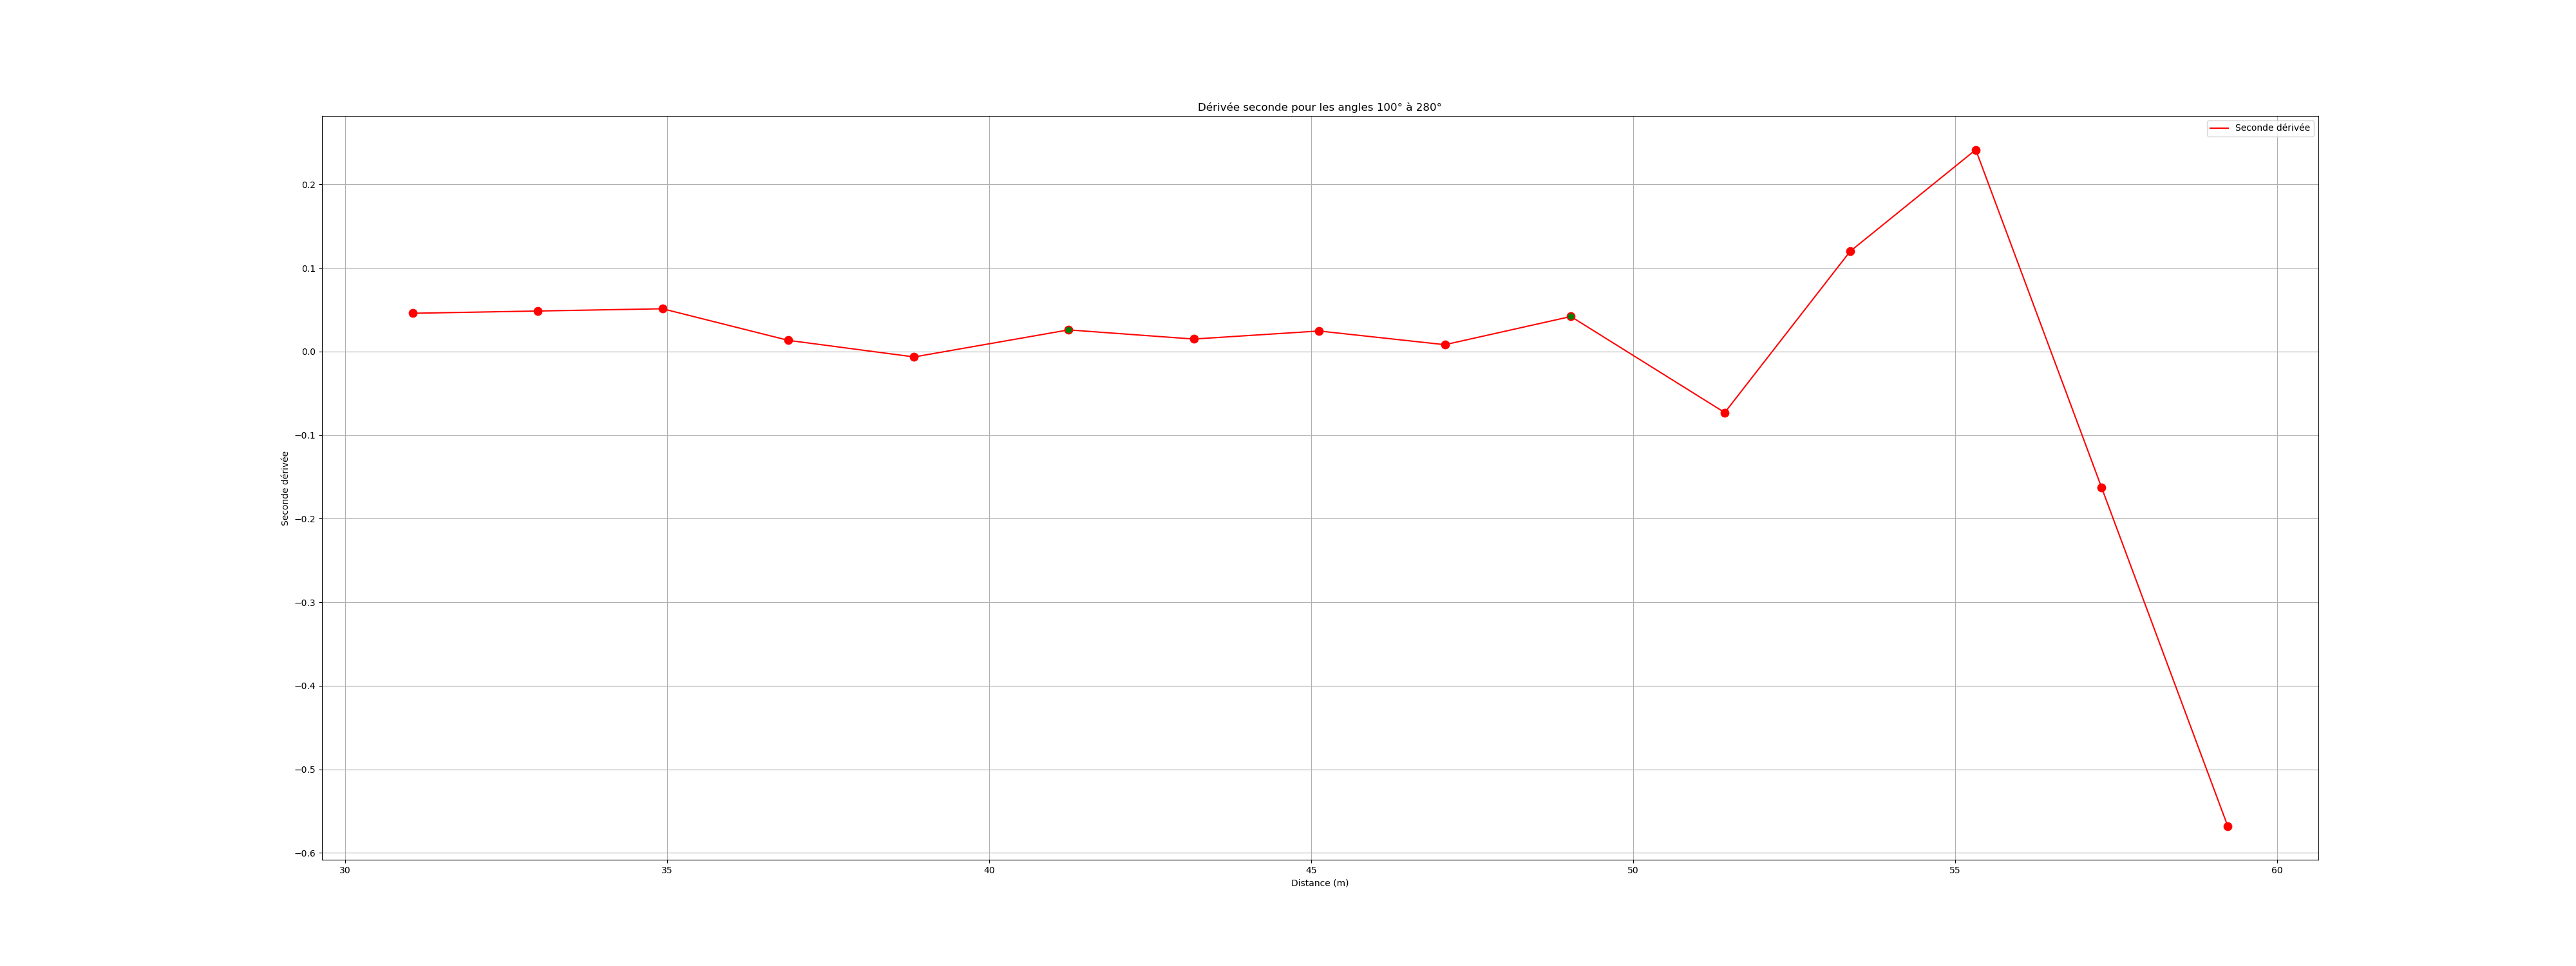 Dérivée seconde pour les angles 100° à 280°
Seconde dérivée
0.2
0.1
0.0
−0.1
−0.2
−0.3
−0.4
−0.5
−0.6
Seconde dérivée
30 35 40 45 50 55 60
Distance (m)